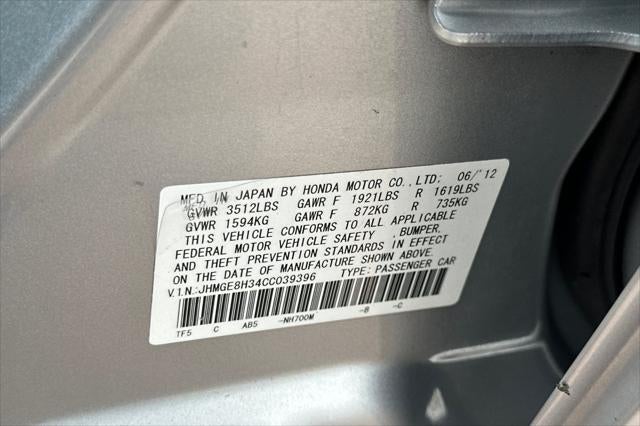 MFD. IN JAPAN BY HONDA MOTOR CO.,LTD. 06/'12
GVWR 3512LBS GAWR F 1921LBS R 1619LBS
GVWR 1594KG GAWR F 872KG R 735KG
THIS VEHICLE CONFORMS TO ALL APPLICABLE
FEDERAL MOTOR VEHICLE SAFETY ,BUMPER,
AND THEFT PREVENTION STANDARDS IN EFFECT
ON THE DATE OF MANUFACTURE SHOWN ABOVE.
V.I.N.:JHMGE8H34CC039396 TYPE: PASSENGER CAR
TF5 C AB5 -NH700M -B -C